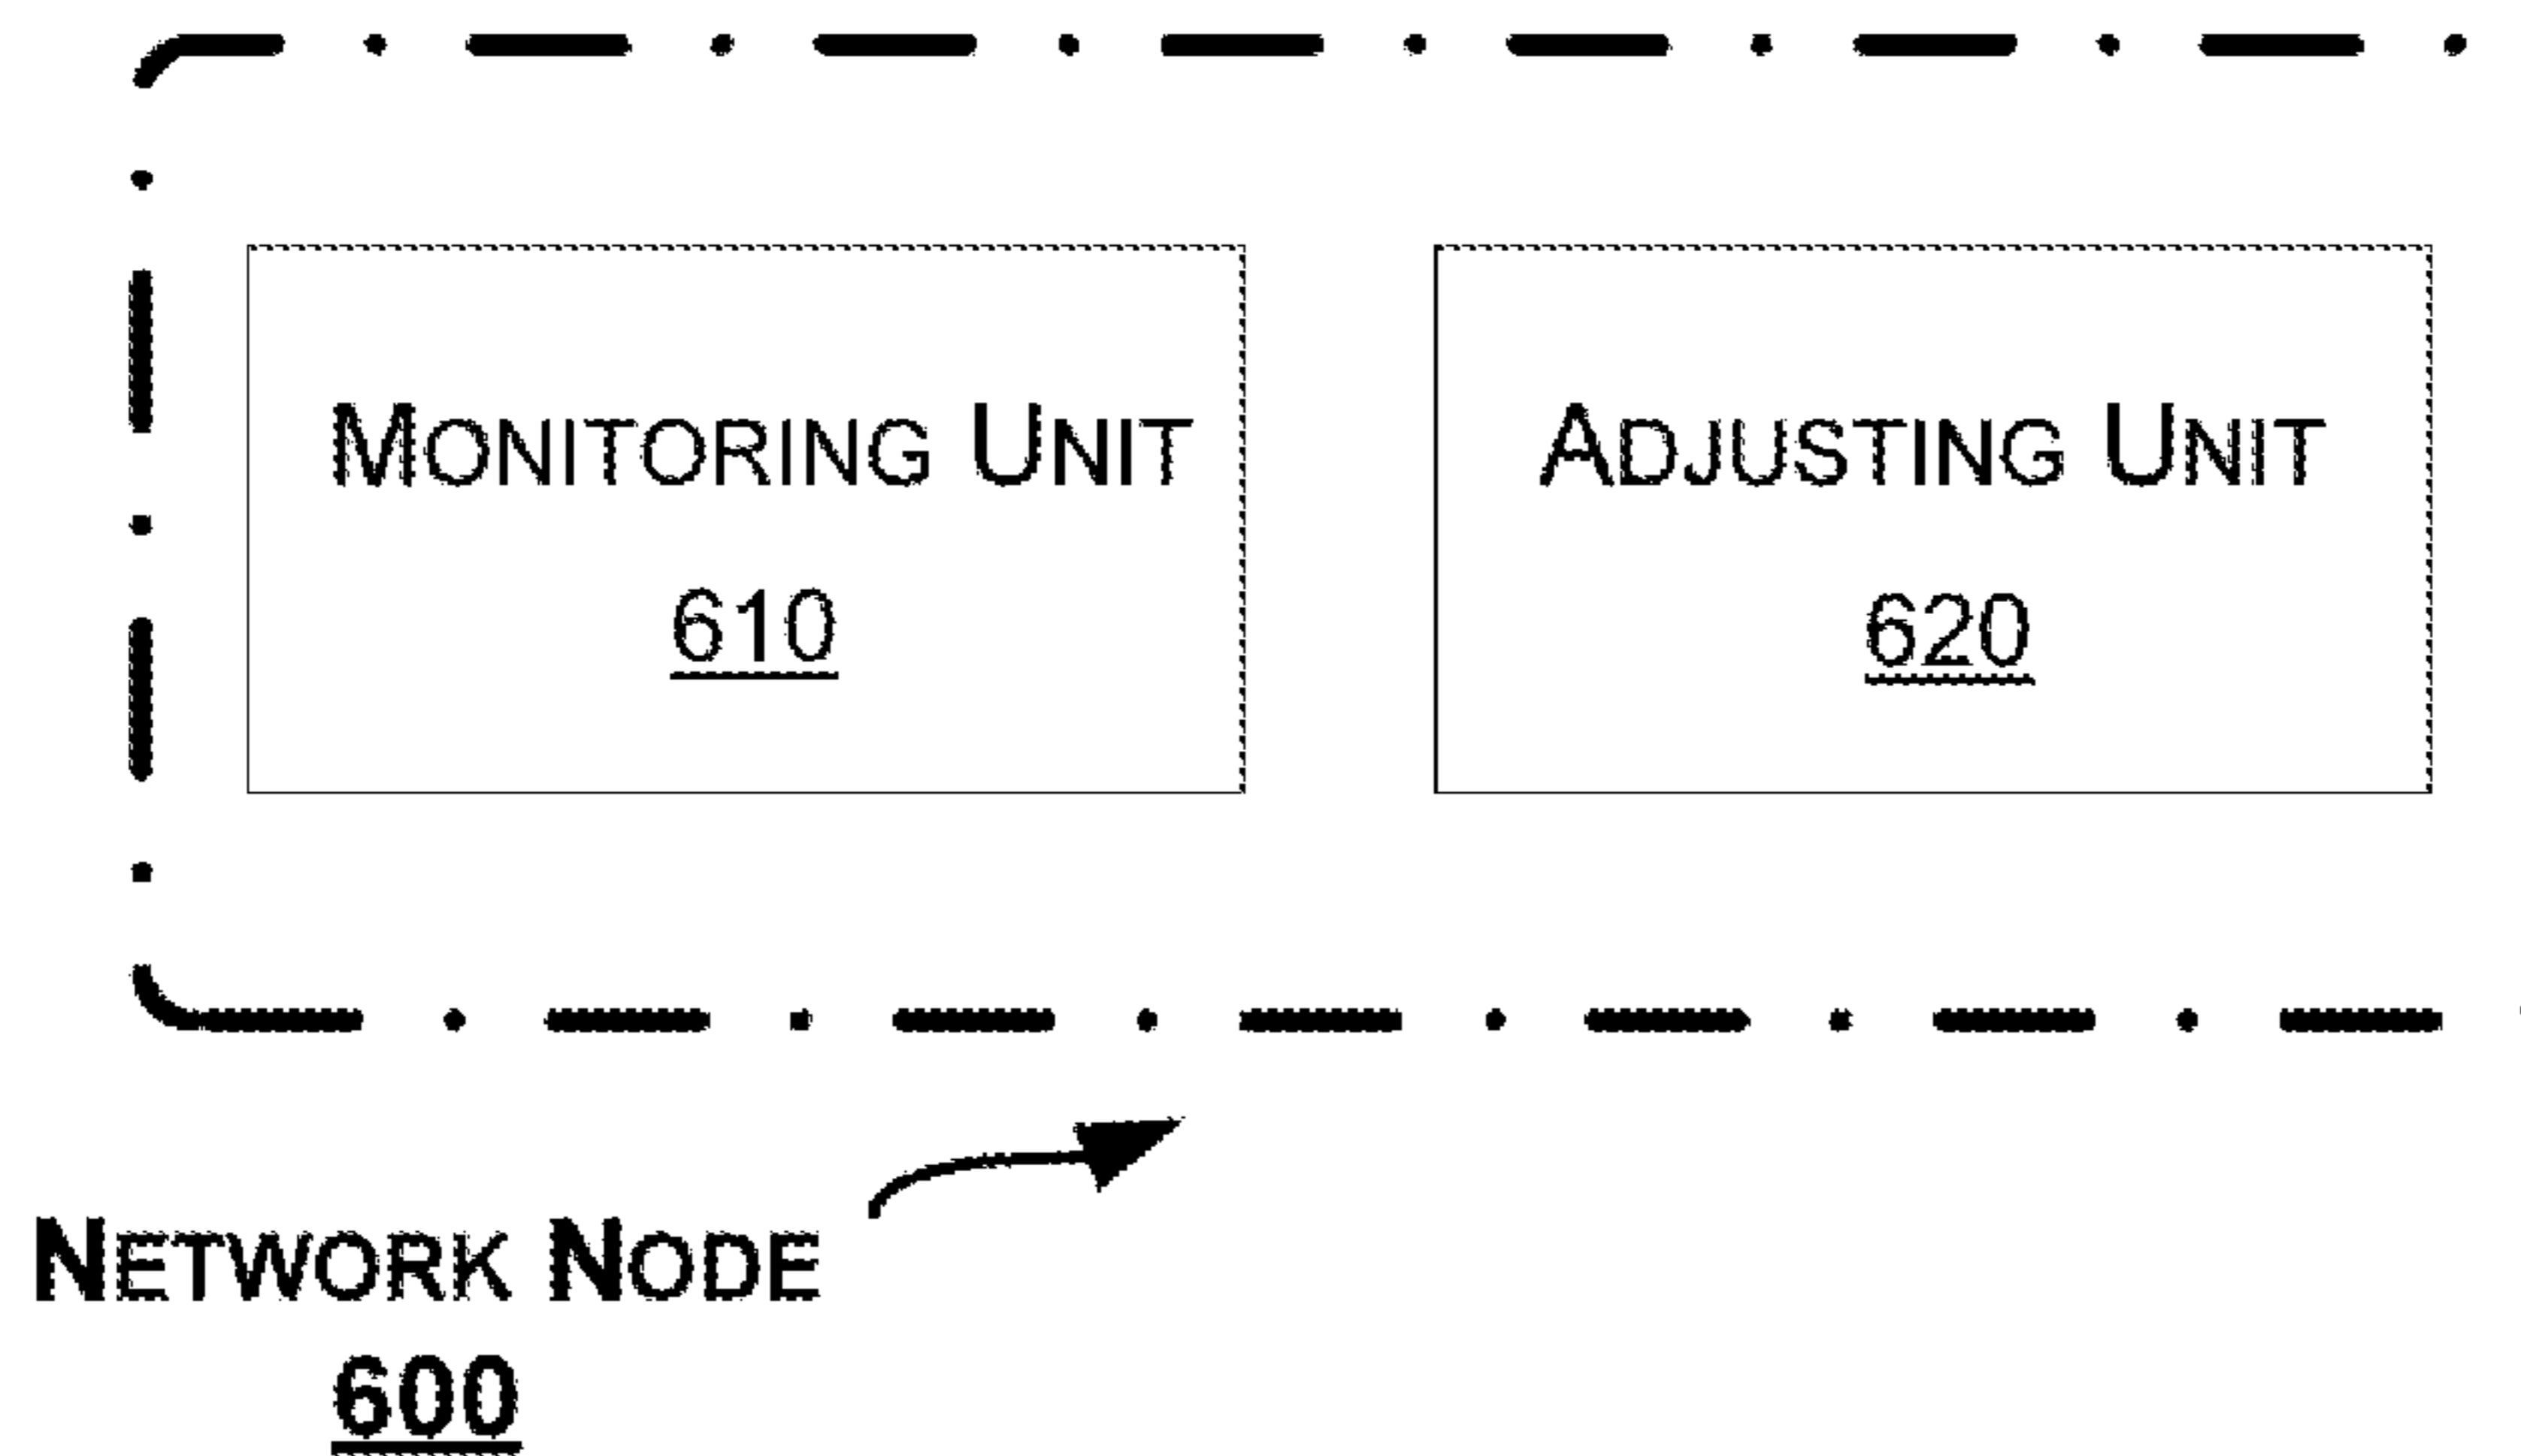 MONITORING UNIT
610
ADJUSTING UNIT
620
NETWORK NODE
600